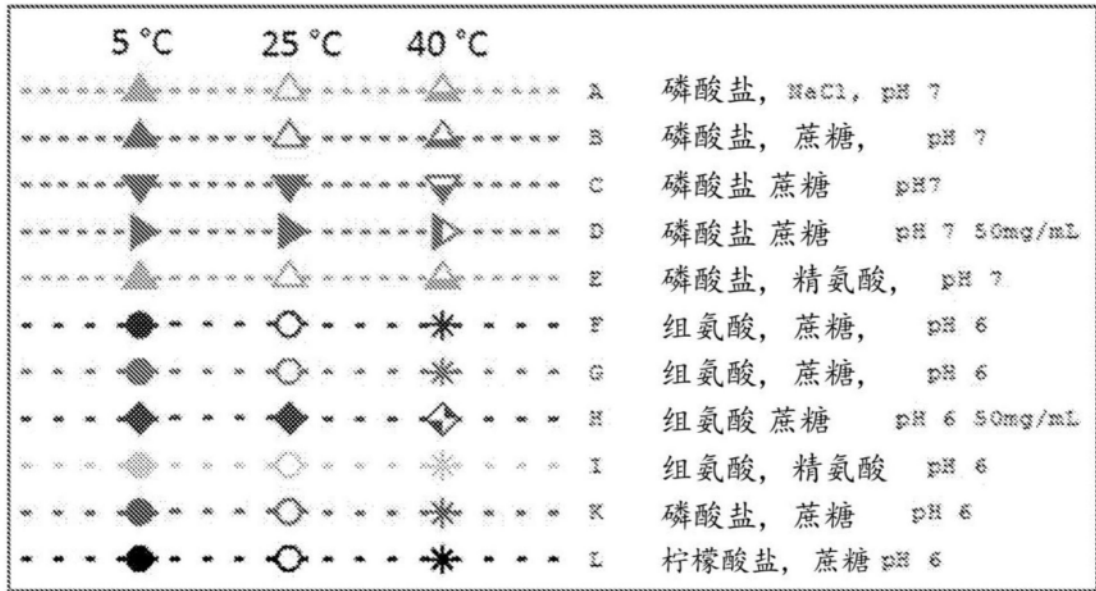 5 °C 25 °C 40 °C
A 磷酸盐, NaCl, pH 7
B 磷酸盐, 蔗糖, pH 7
C 磷酸盐 蔗糖 pH7
D 磷酸盐 蔗糖 pH 7 50mg/mL
E 磷酸盐, 精氨酸, pH 7
F 组氨酸, 蔗糖, pH 6
G 组氨酸, 蔗糖, pH 6
H 组氨酸 蔗糖 pH 6 50mg/mL
I 组氨酸, 精氨酸 pH 6
K 磷酸盐, 蔗糖 pH 6
L 柠檬酸盐, 蔗糖 pH 6